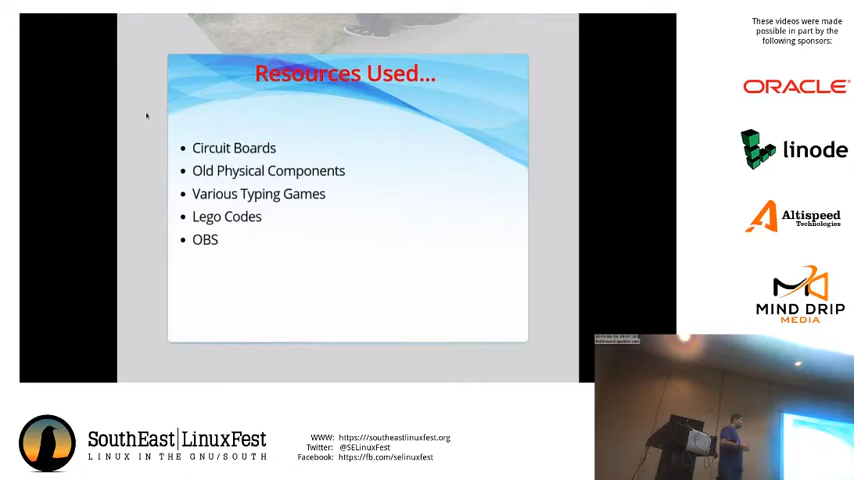 These videos were made
possible in part by the
following sponsors:
Resources Used...
ORACLE
Circuit Boards
Old Physical Components
linode
Various Typing Games
Lego Codes
Altispeed
Technologies
OBS
MIND DRIP
MEDIA
SouthEast|LinuxFest
LINUX IN THE GNU/SOUTH
WWW: https:///southeastlinuxfest.org
Twitter: @SELinuxFest
Facebook: https://fb.com/selinuxfest